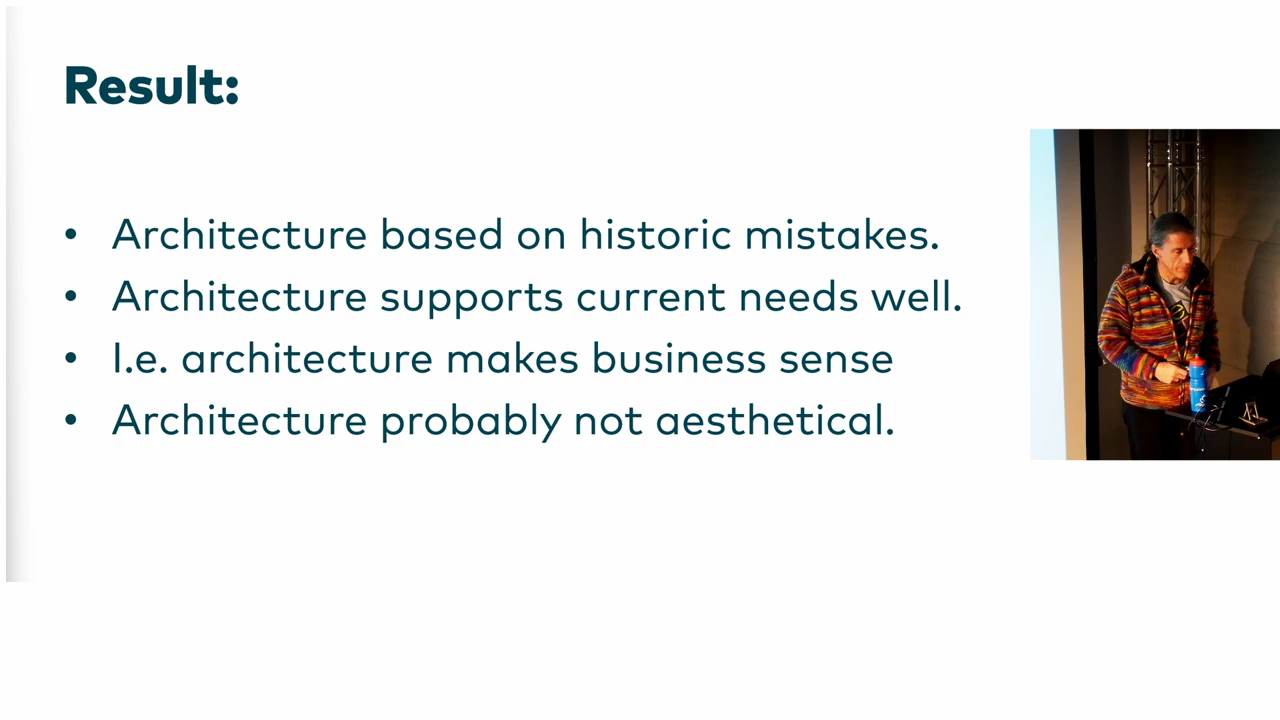 Result:
• Architecture based on historic mistakes.
• Architecture supports current needs well.
• I.e. architecture makes business sense
• Architecture probably not aesthetical.